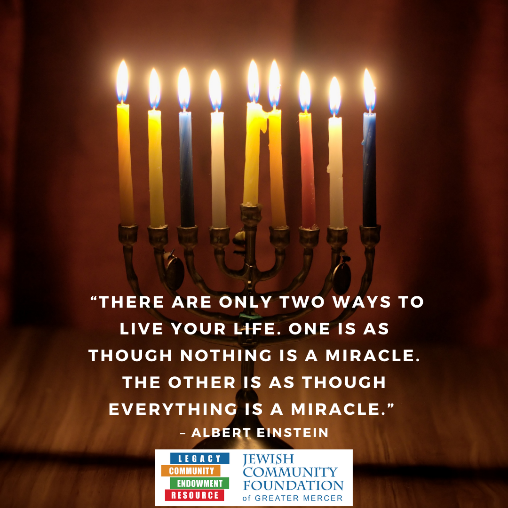 “THERE ARE ONLY TWO WAYS TO
LIVE YOUR LIFE. ONE IS AS
THOUGH NOTHING IS A MIRACLE.
THE OTHER IS AS THOUGH
EVERYTHING IS A MIRACLE.”
– ALBERT EINSTEIN
LEGACY
COMMUNITY
ENDOWMENT
RESOURCE
JEWISH
COMMUNITY
FOUNDATION
of GREATER MERCER